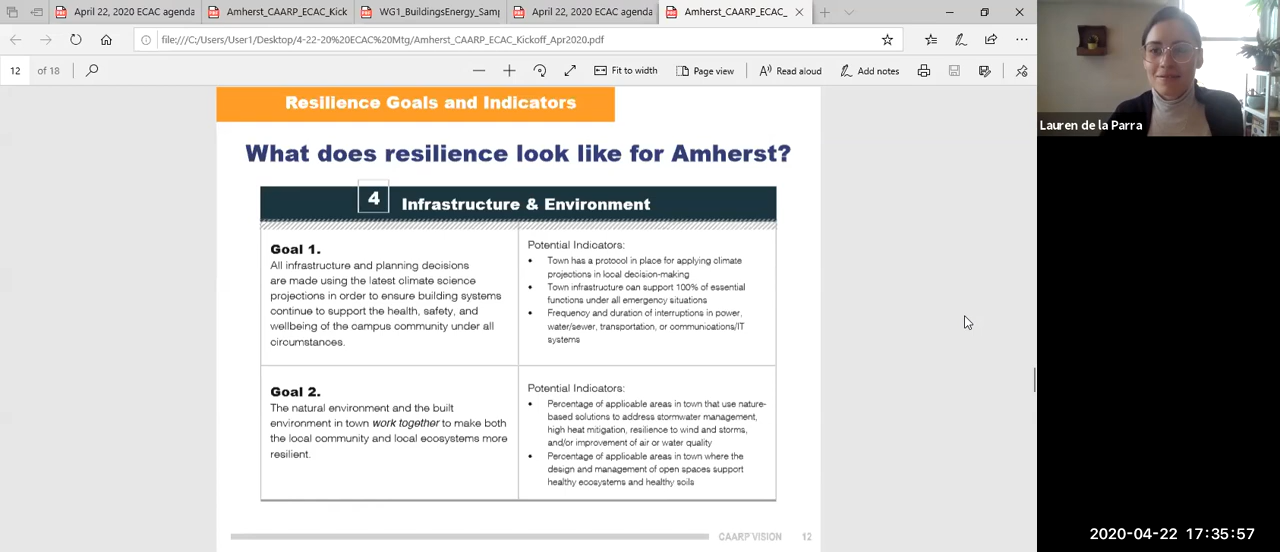 April 22, 2020 ECAC agenda
Amherst_CAARP_ECAC_Kick
WG1_BuildingsEnergy_Samp
April 22, 2020 ECAC agenda
Amherst_CAARP_ECAC_
file:///C:/Users/User1/Desktop/4-22-20%20ECAC%20Mtg/Amherst_CAARP_ECAC_Kickoff_Apr2020.pdf
12 of 18
Fit to width
Page view
Read aloud
Add notes
Lauren de la Parra
Resilience Goals and Indicators
What does resilience look like for Amherst?
4 Infrastructure & Environment
Goal 1.
All infrastructure and planning decisions
are made using the latest climate science
projections in order to ensure building systems
continue to support the health, safety, and
wellbeing of the campus community under all
circumstances.
Potential Indicators:
• Town has a protocol in place for applying climate
projections in local decision-making
• Town infrastructure can support 100% of essential
functions under all emergency situations
• Frequency and duration of interruptions in power,
water/sewer, transportation, or communications/IT
systems
Goal 2.
The natural environment and the built
environment in town work together to make both
the local community and local ecosystems more
resilient.
Potential Indicators:
• Percentage of applicable areas in town that use nature-
based solutions to address stormwater management,
high heat mitigation, resilience to wind and storms,
and/or improvement of air or water quality
• Percentage of applicable areas in town where the
design and management of open spaces support
healthy ecosystems and healthy soils
CAARP VISION 12
2020-04-22 17:35:57